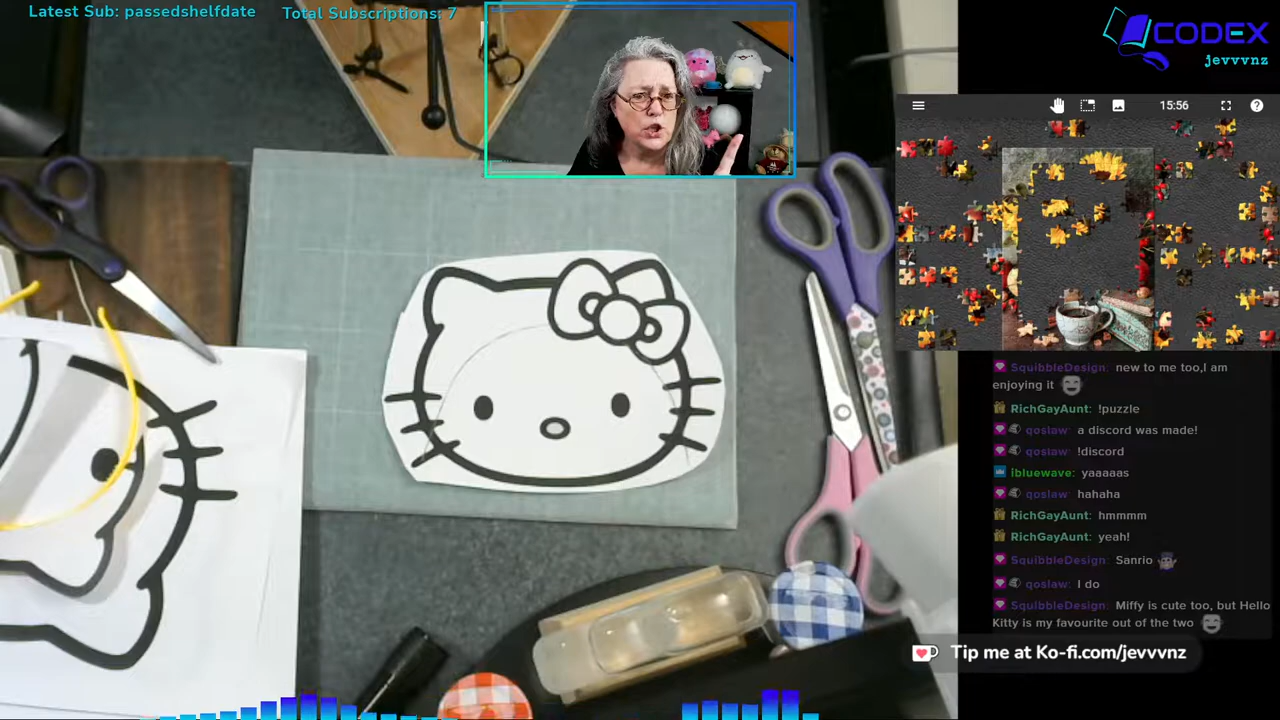 Latest Sub: passedshelfdate
Total Subscriptions: 7
CODEX
jevvvnz
15:56
SquibbleDesign: new to me too,I am
enjoying it
RichGayAunt: !puzzle
qoslaw: a discord was made!
qoslaw: !discord
ibluewave: yaaaaas
qoslaw: hahaha
RichGayAunt: hmmmm
RichGayAunt: yeah!
SquibbleDesign: Sanrio
qoslaw: I do
SquibbleDesign: Miffy is cute too, but Hello
Kitty is my favourite out of the two
Tip me at Ko-fi.com/jevvvnz